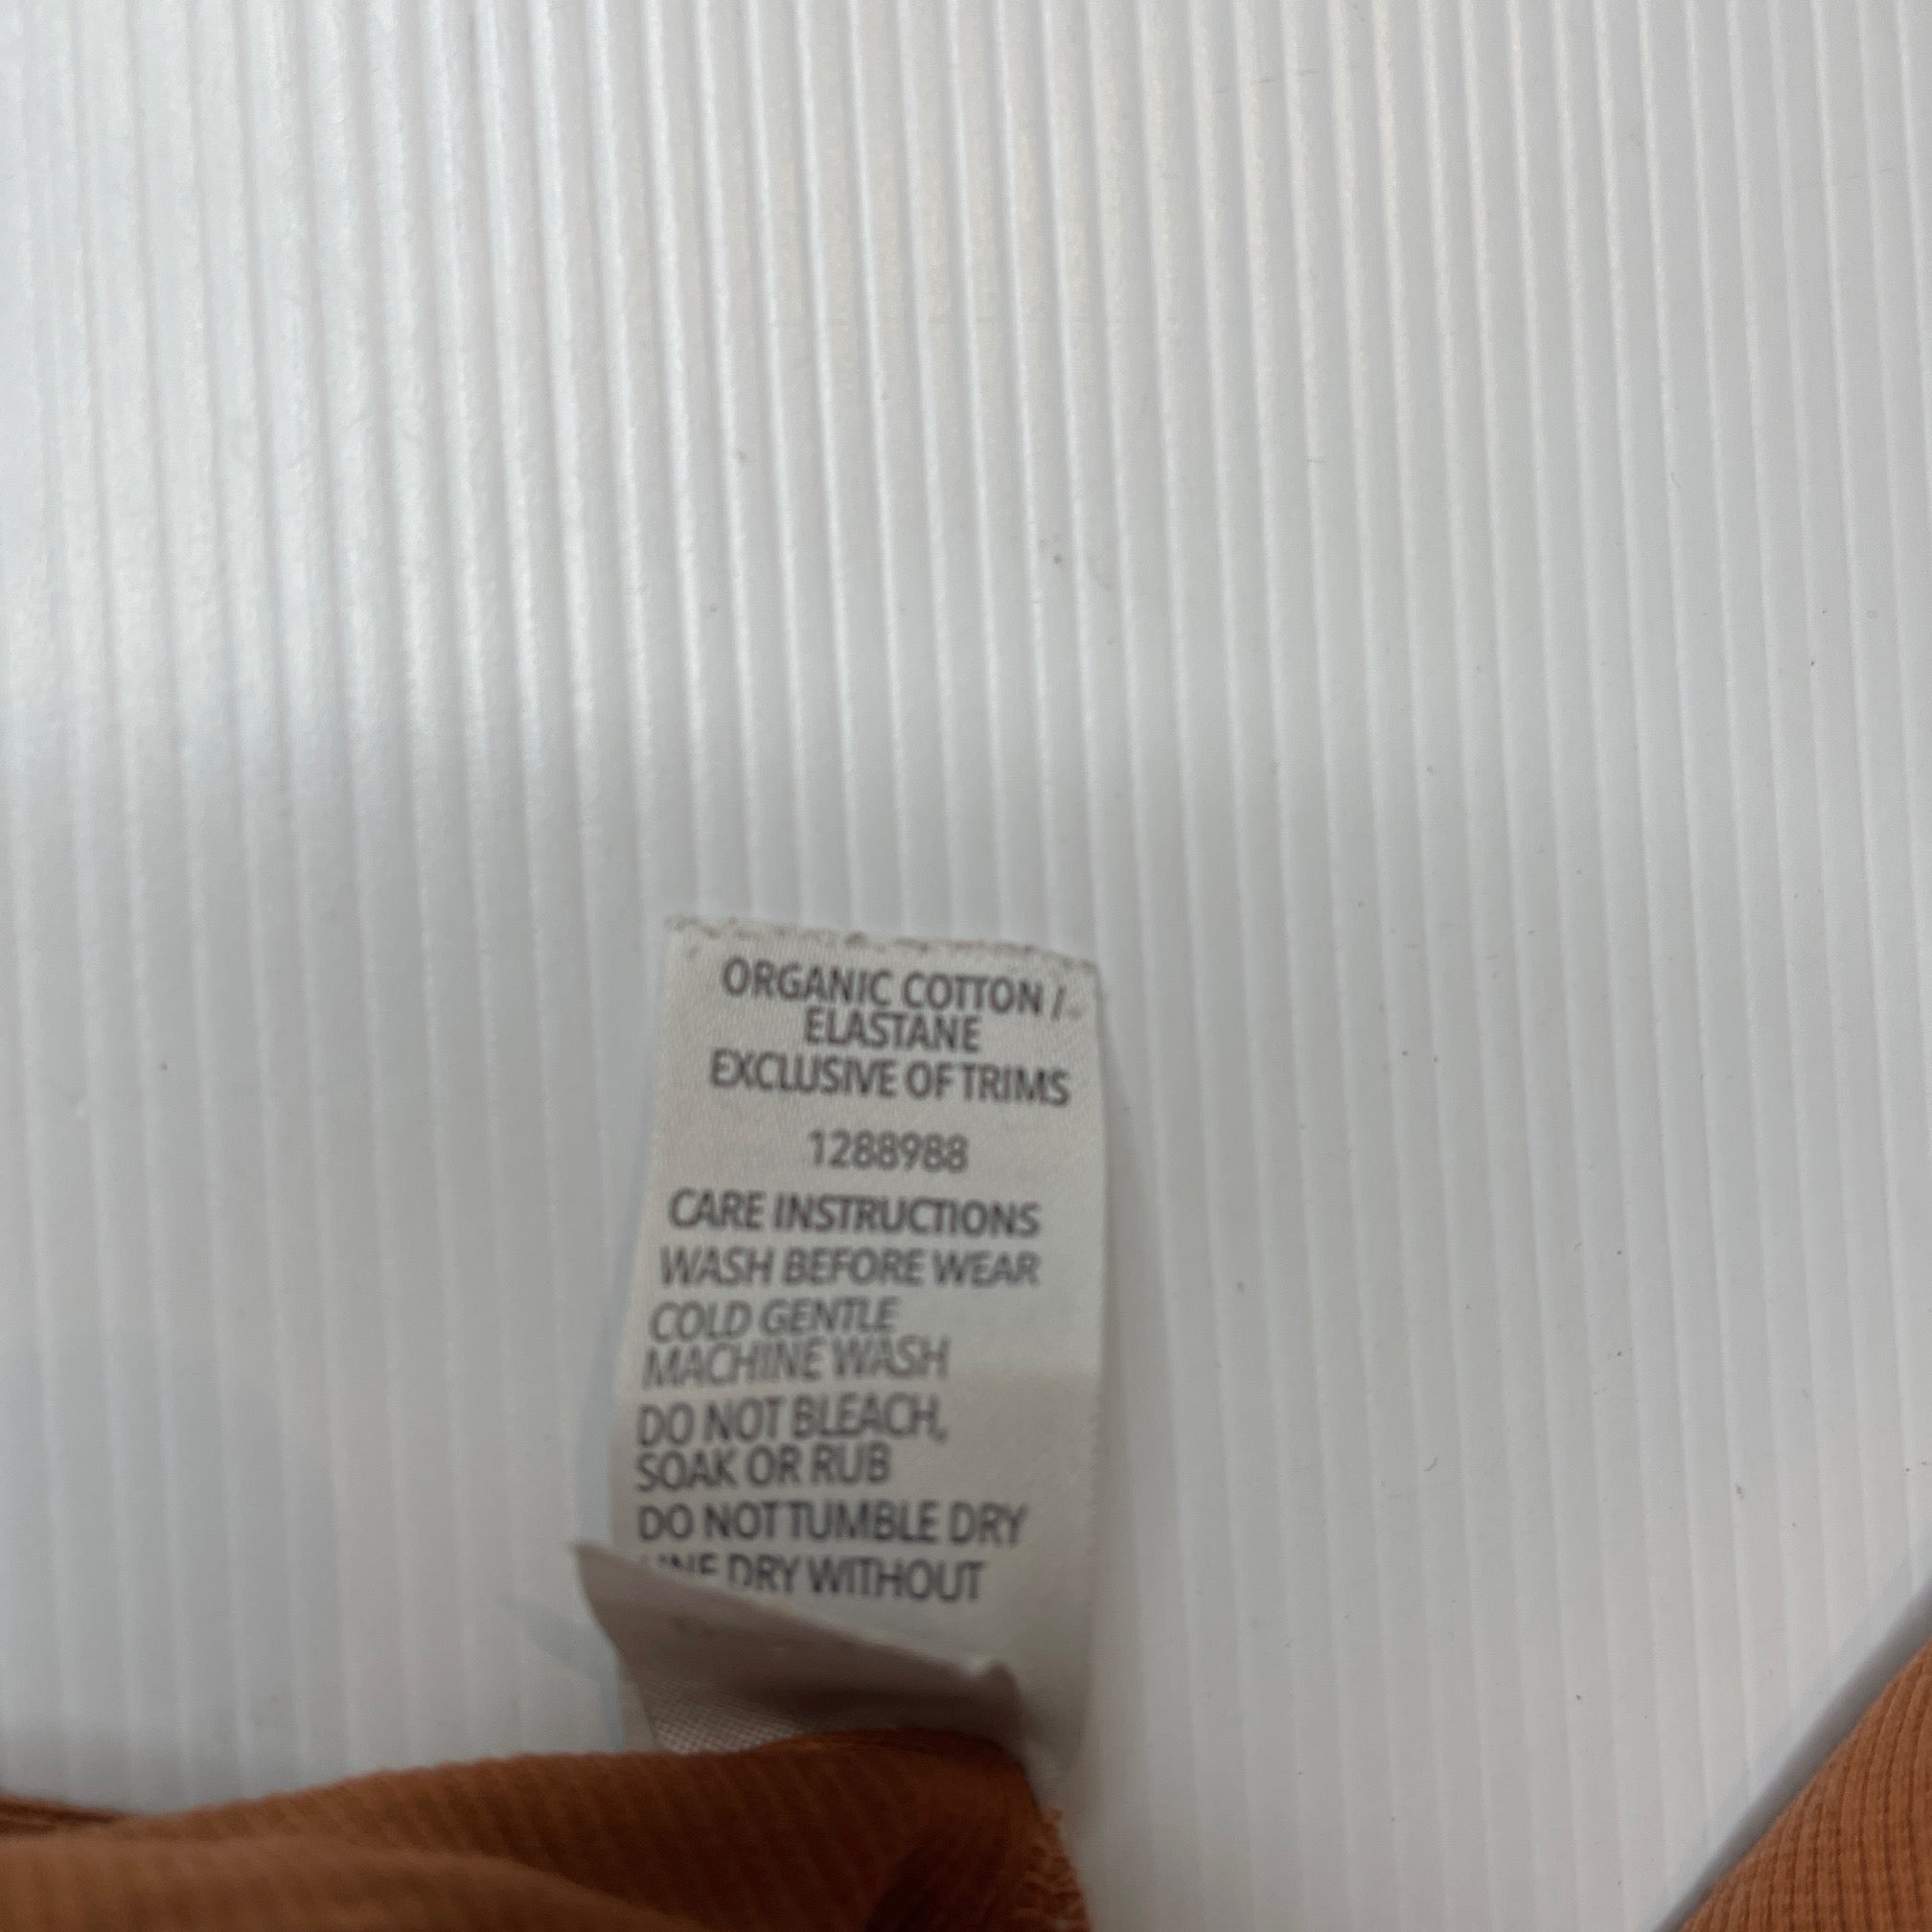 ORGANIC COTTON /
ELASTANE
EXCLUSIVE OF TRIMS
1288988
CARE INSTRUCTIONS
WASH BEFORE WEAR
COLD GENTLE
MACHINE WASH
DO NOT BLEACH,
SOAK OR RUB
DO NOT TUMBLE DRY
LINE DRY WITHOUT